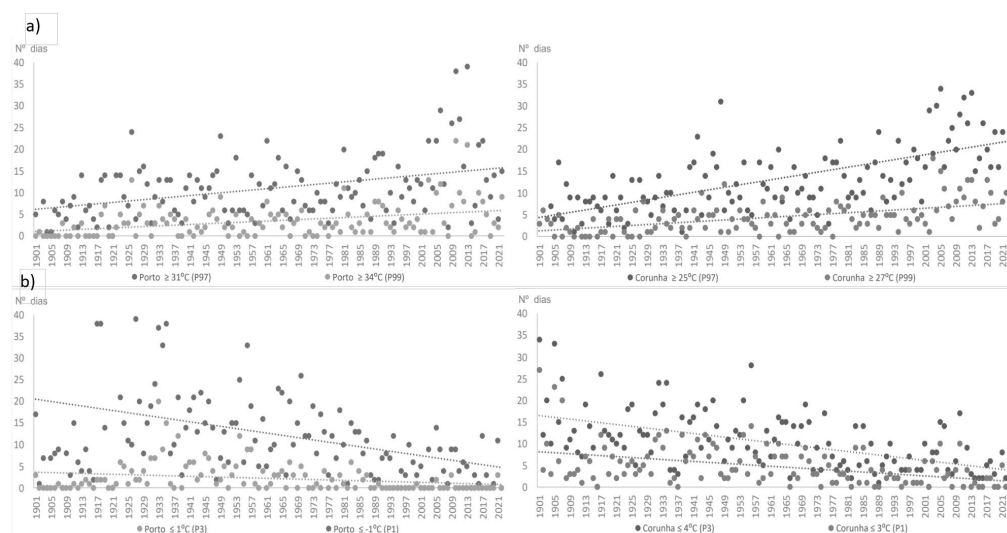 a)
Nº dias
40
35
30
25
20
15
10
5
0
1901 1905 1909 1913 1917 1921 1925 1929 1933 1937 1941 1945 1949 1953 1957 1961 1965 1969 1973 1977 1981 1985 1989 1993 1997 2001 2005 2009 2013 2017 2021
Porto ≥ 31ºC (P97) Porto ≥ 34ºC (P99)
Nº dias
40
35
30
25
20
15
10
5
0
1901 1905 1909 1913 1917 1921 1925 1929 1933 1937 1941 1945 1949 1953 1957 1961 1965 1969 1973 1977 1981 1985 1989 1993 1997 2001 2005 2009 2013 2017 2021
Corunha ≥ 25ºC (P97) Corunha ≥ 27ºC (P99)
b)
Nº dias
40
35
30
25
20
15
10
5
0
1901 1905 1909 1913 1917 1921 1925 1929 1933 1937 1941 1945 1949 1953 1957 1961 1965 1969 1973 1977 1981 1985 1989 1993 1997 2001 2005 2009 2013 2017 2021
Porto ≤ 1ºC (P3) Porto ≤ -1ºC (P1)
Nº dias
40
35
30
25
20
15
10
5
0
1901 1905 1909 1913 1917 1921 1925 1929 1933 1937 1941 1945 1949 1953 1957 1961 1965 1969 1973 1977 1981 1985 1989 1993 1997 2001 2005 2009 2013 2017 2021
Corunha ≤ 4ºC (P3) Corunha ≤ 3ºC (P1)